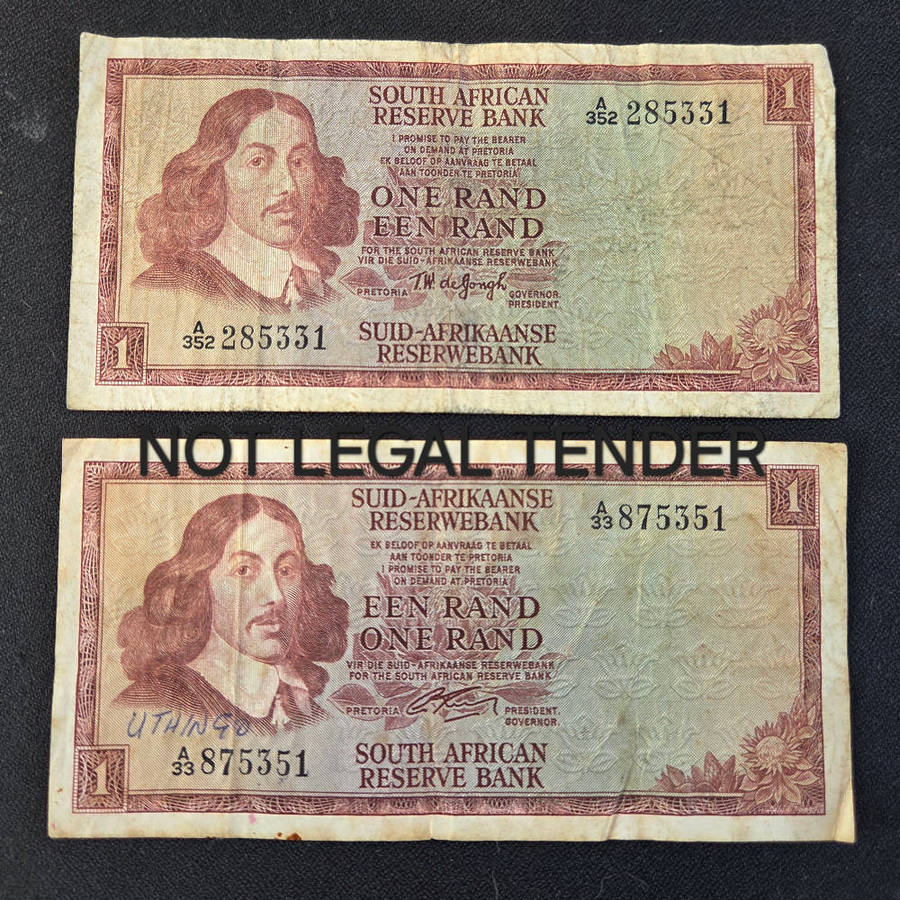 1
SOUTH AFRICAN
RESERVE BANK
A/352 285331
I PROMISE TO PAY THE BEARER
ON DEMAND AT PRETORIA
EK BELOOF OP AANVRAAG TE BETAAL
AAN TOONDER TE PRETORIA
ONE RAND
EEN RAND
FOR THE SOUTH AFRICAN RESERVE BANK
VIR DIE SUID-AFRIKAANSE RESERWEBANK
PRETORIA T.W. de Jongh GOVERNOR.
PRESIDENT.
A/352 285331
SUID-AFRIKAANSE
RESERWEBANK
1
NOT LEGAL TENDER
1
SUID-AFRIKAANSE
RESERWEBANK
A/33 875351
EK BELOOF OP AANVRAAG TE BETAAL
AAN TOONDER TE PRETORIA
I PROMISE TO PAY THE BEARER
ON DEMAND AT PRETORIA
EEN RAND
ONE RAND
VIR DIE SUID-AFRIKAANSE RESERWEBANK
FOR THE SOUTH AFRICAN RESERVE BANK
PRETORIA PRESIDENT.
GOVERNOR.
UTHINGO
A/33 875351
SOUTH AFRICAN
RESERVE BANK
1